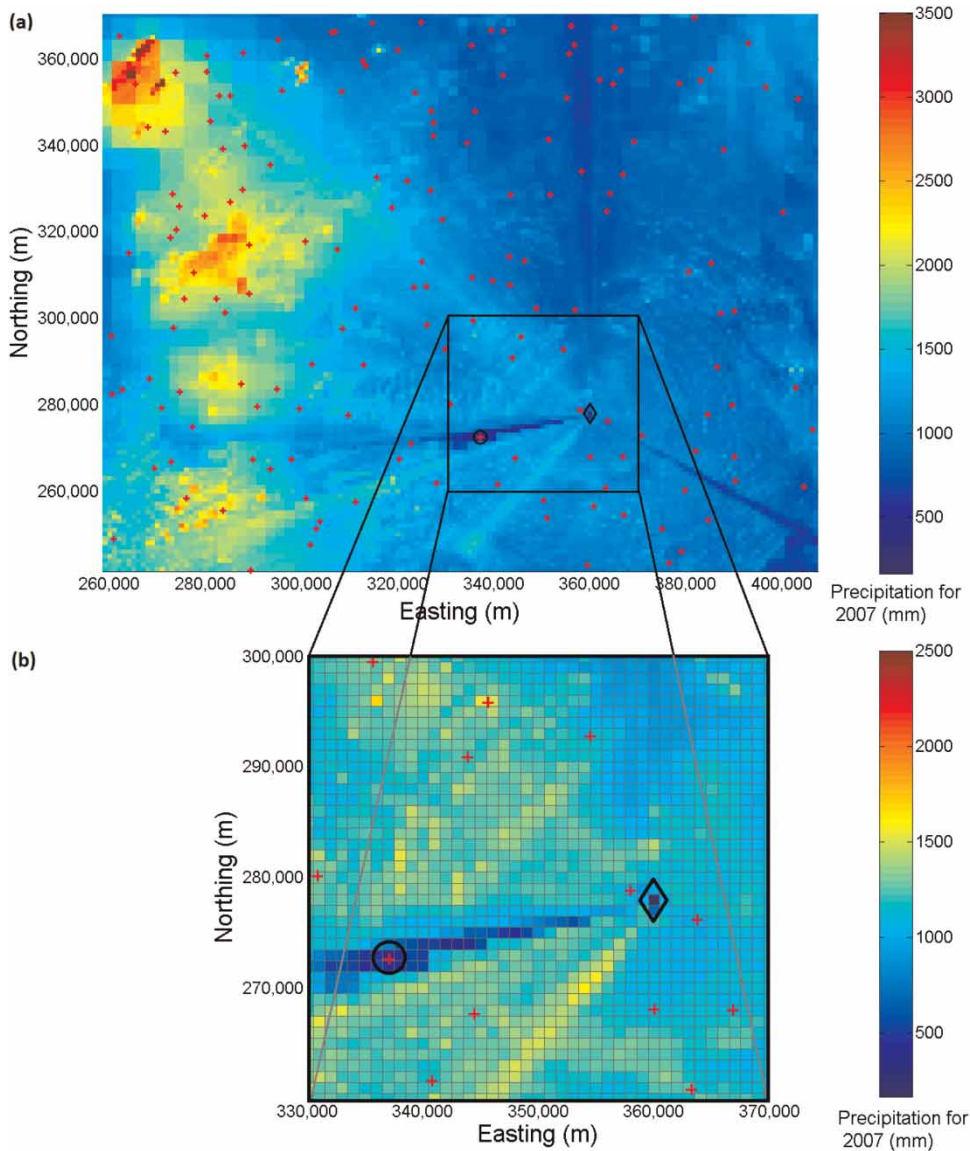 (a)
360,000
340,000
320,000
300,000
280,000
260,000
Northing (m)
260,000 280,000 300,000 320,000 340,000 360,000 380,000 400,000
Easting (m)
3500
3000
2500
2000
1500
1000
500
Precipitation for
2007 (mm)
(b)
300,000
290,000
280,000
270,000
Northing (m)
330,000 340,000 350,000 360,000 370,000
Easting (m)
2500
2000
1500
1000
500
Precipitation for
2007 (mm)